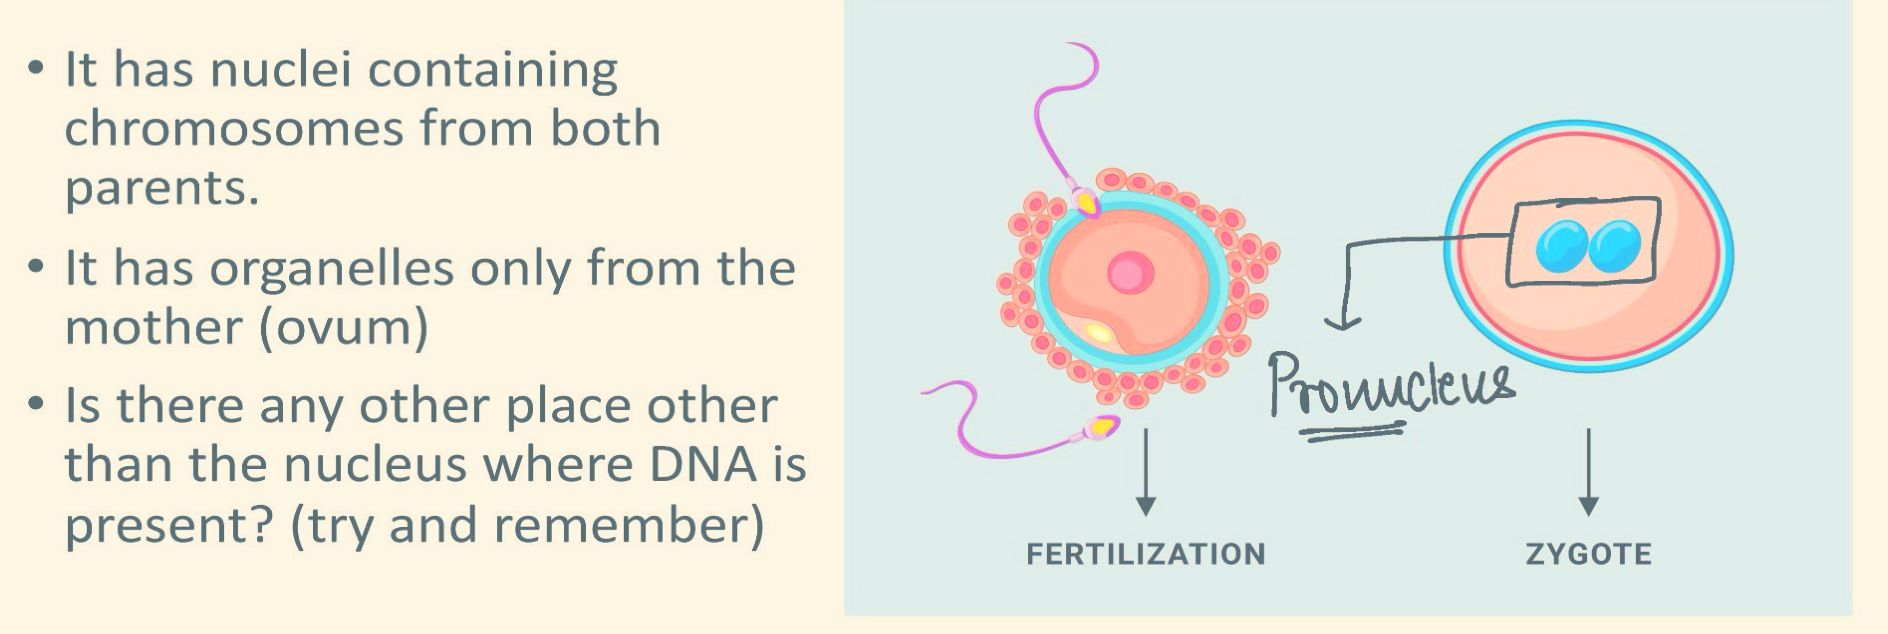 • It has nuclei containing
chromosomes from both
parents.
• It has organelles only from the
mother (ovum)
• Is there any other place other
than the nucleus where DNA is
present? (try and remember)
Pronucleus
FERTILIZATION
ZYGOTE